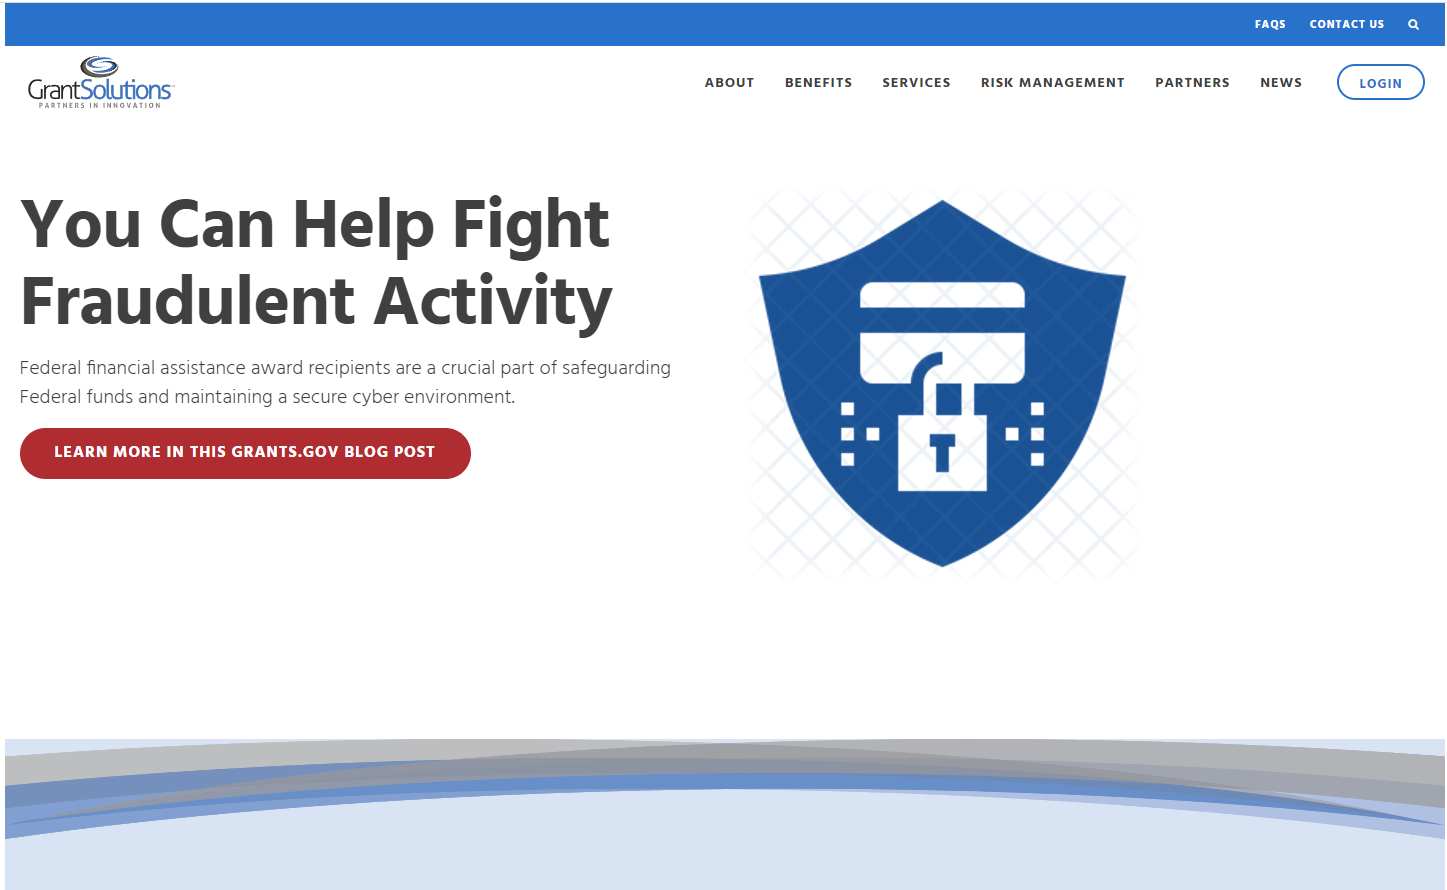 FAQS CONTACT US
GrantSolutions
PARTNERS IN INNOVATION
ABOUT BENEFITS SERVICES RISK MANAGEMENT PARTNERS NEWS LOGIN
You Can Help Fight
Fraudulent Activity
Federal financial assistance award recipients are a crucial part of safeguarding
Federal funds and maintaining a secure cyber environment.
LEARN MORE IN THIS GRANTS.GOV BLOG POST